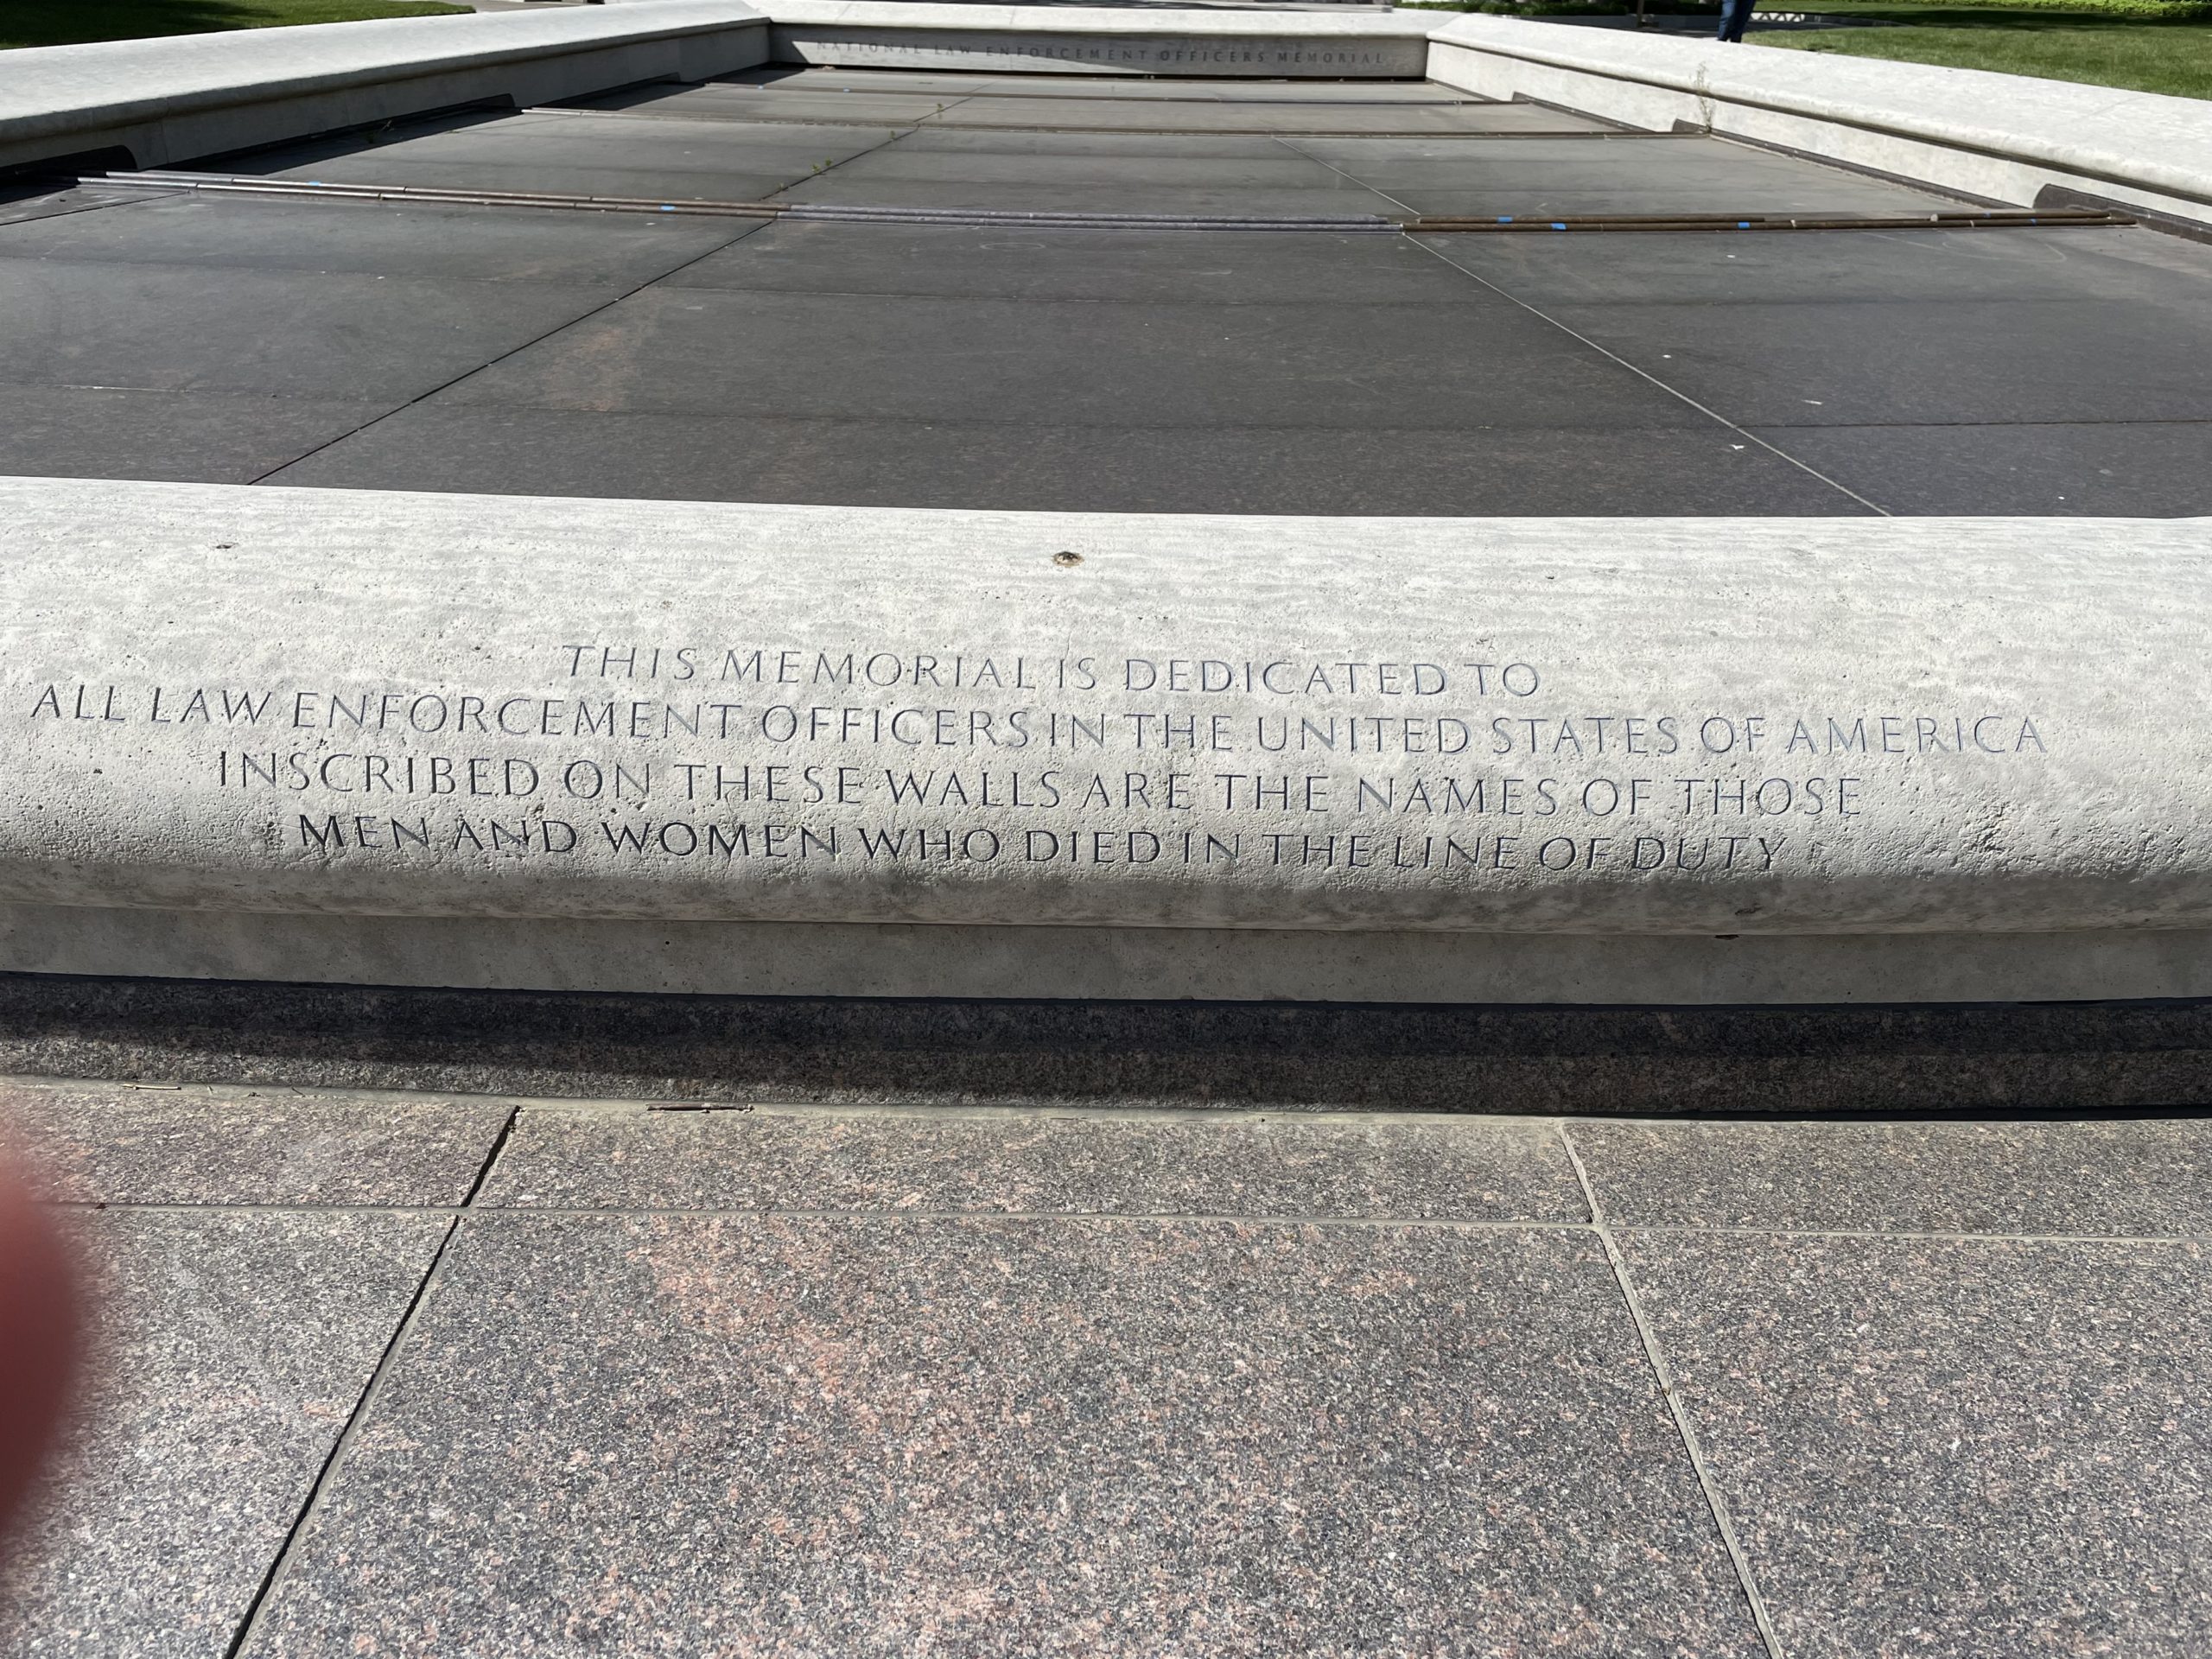 NATIONAL LAW ENFORCEMENT OFFICERS MEMORIAL
THIS MEMORIAL IS DEDICATED TO
ALL LAW ENFORCEMENT OFFICERS IN THE UNITED STATES OF AMERICA
INSCRIBED ON THESE WALLS ARE THE NAMES OF THOSE
MEN AND WOMEN WHO DIED IN THE LINE OF DUTY